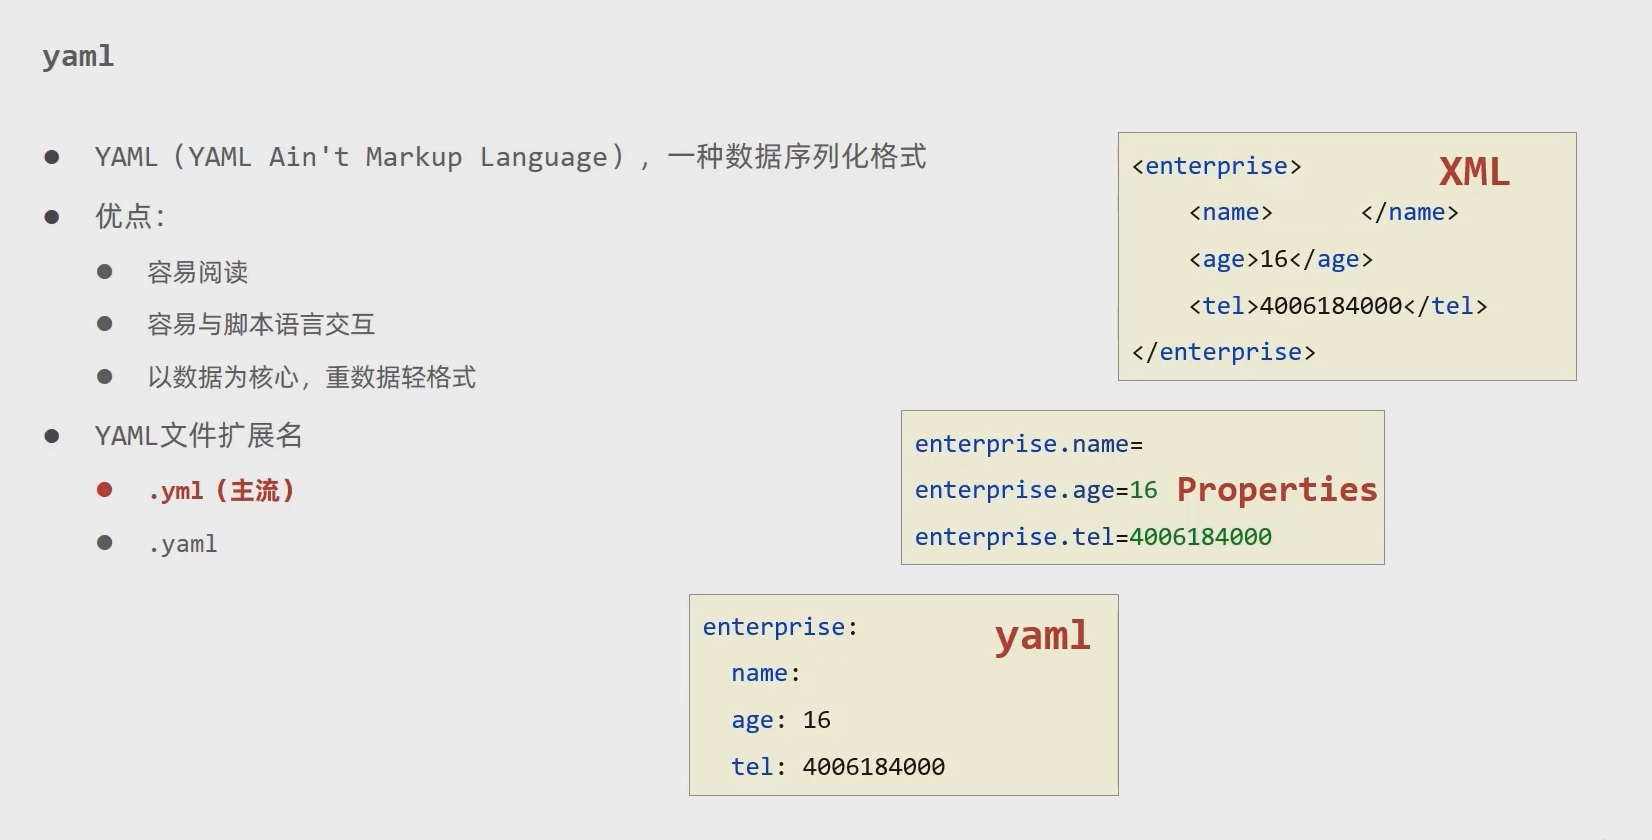 yaml
● YAML（YAML Ain't Markup Language），一种数据序列化格式
● 优点：
● 容易阅读
● 容易与脚本语言交互
● 以数据为核心，重数据轻格式
● YAML文件扩展名
● .yml（主流）
● .yaml
XML
<enterprise>
    <name>      </name>
    <age>16</age>
    <tel>4006184000</tel>
</enterprise>
Properties
enterprise.name=
enterprise.age=16
enterprise.tel=4006184000
yaml
enterprise:
  name:
  age: 16
  tel: 4006184000